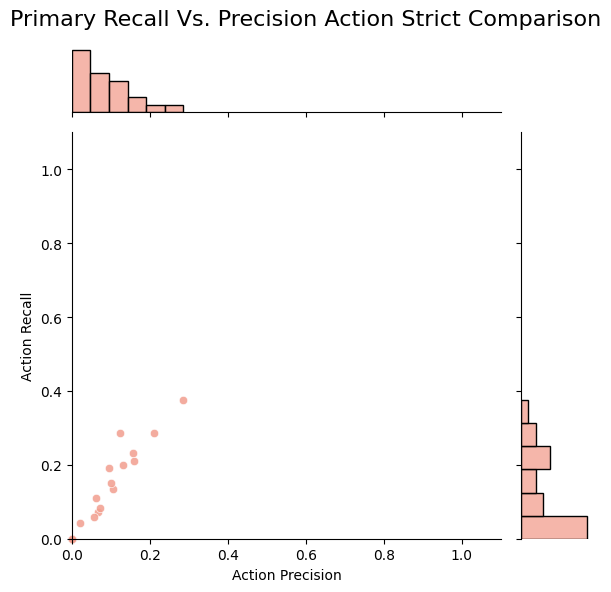 Primary Recall Vs. Precision Action Strict Comparison
1.0
0.8
0.6
0.4
0.2
0.0
Action Recall
0.0 0.2 0.4 0.6 0.8 1.0
Action Precision